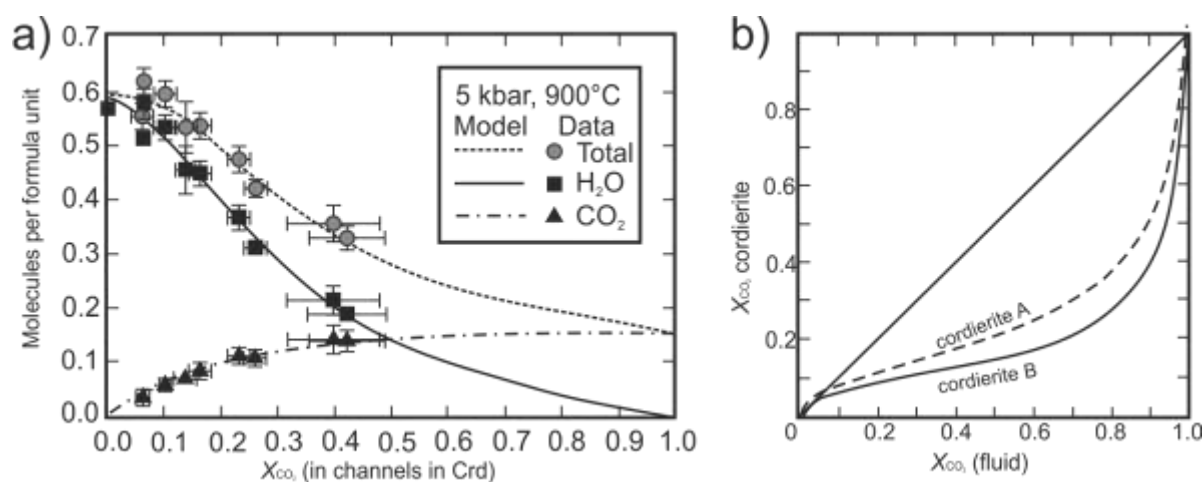 a)
0.7
0.6
0.5
0.4
0.3
0.2
0.1
0.0
Molecules per formula unit
5 kbar, 900°C
Model Data
Total
H₂O
CO₂
0.0 0.1 0.2 0.3 0.4 0.5 0.6 0.7 0.8 0.9 1.0
XCO₂ (in channels in Crd)
b)
0.8
0.6
0.4
0.2
XCO₂ cordierite
cordierite A
cordierite B
0 0.2 0.4 0.6 0.8 1.0
XCO₂ (fluid)